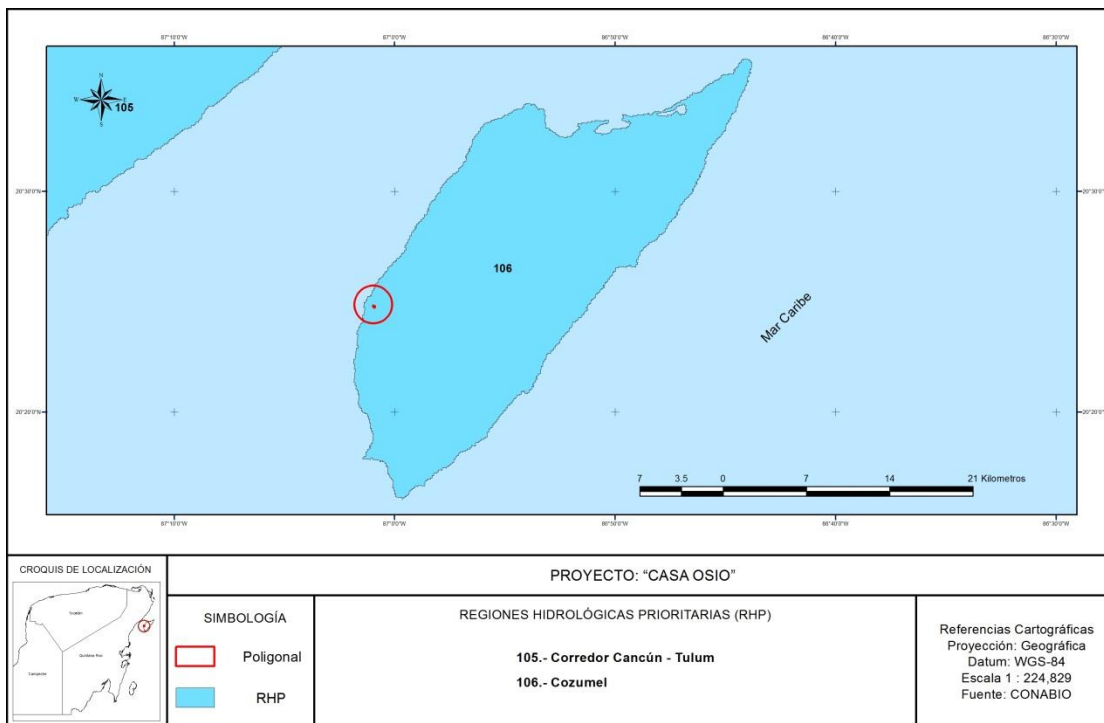 87°10'0"W 87°0'0"W 86°50'0"W 86°40'0"W 86°30'0"W
N
W E
S
105
20°30'0"N 20°30'0"N
106
Mar Caribe
20°20'0"N 20°20'0"N
7 3.5 0 7 14 21 Kilometros
87°10'0"W 87°0'0"W 86°50'0"W 86°40'0"W 86°30'0"W
CROQUIS DE LOCALIZACIÓN
Yucatán
Quintana Roo
Campeche
PROYECTO: “CASA OSIO”
SIMBOLOGÍA
Poligonal
RHP
REGIONES HIDROLÓGICAS PRIORITARIAS (RHP)
105.- Corredor Cancún - Tulum
106.- Cozumel
Referencias Cartográficas
Proyección: Geográfica
Datum: WGS-84
Escala 1 : 224,829
Fuente: CONABIO